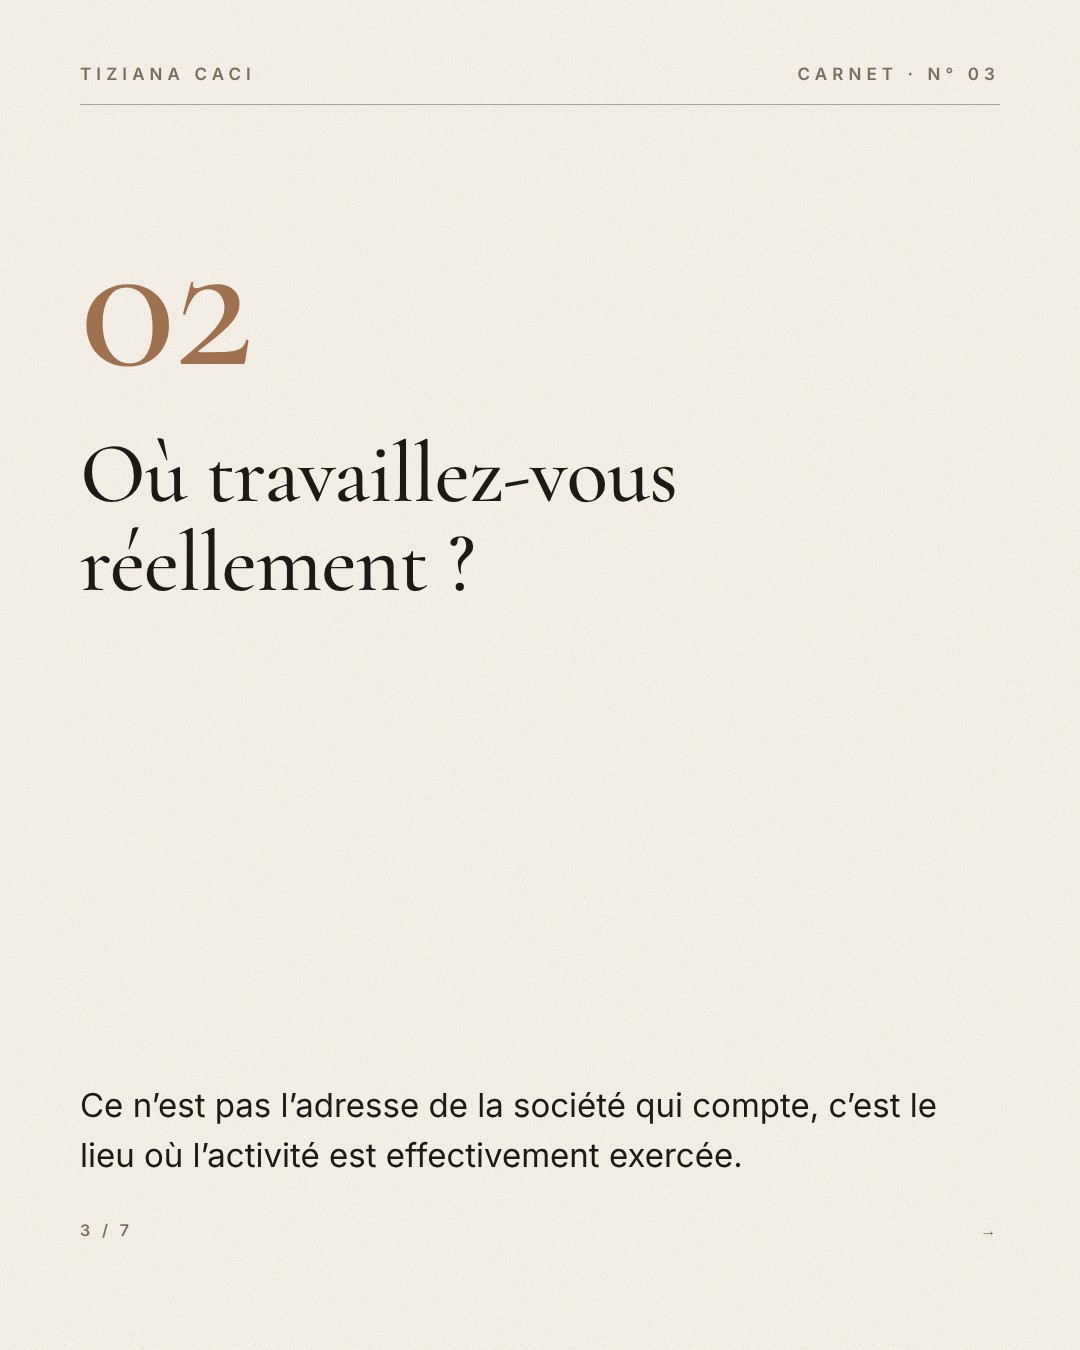 TIZIANA CACI
CARNET · N° 03
02
Où travaillez-vous
réellement ?
Ce n’est pas l’adresse de la société qui compte, c’est le
lieu où l’activité est effectivement exercée.
3 / 7
→